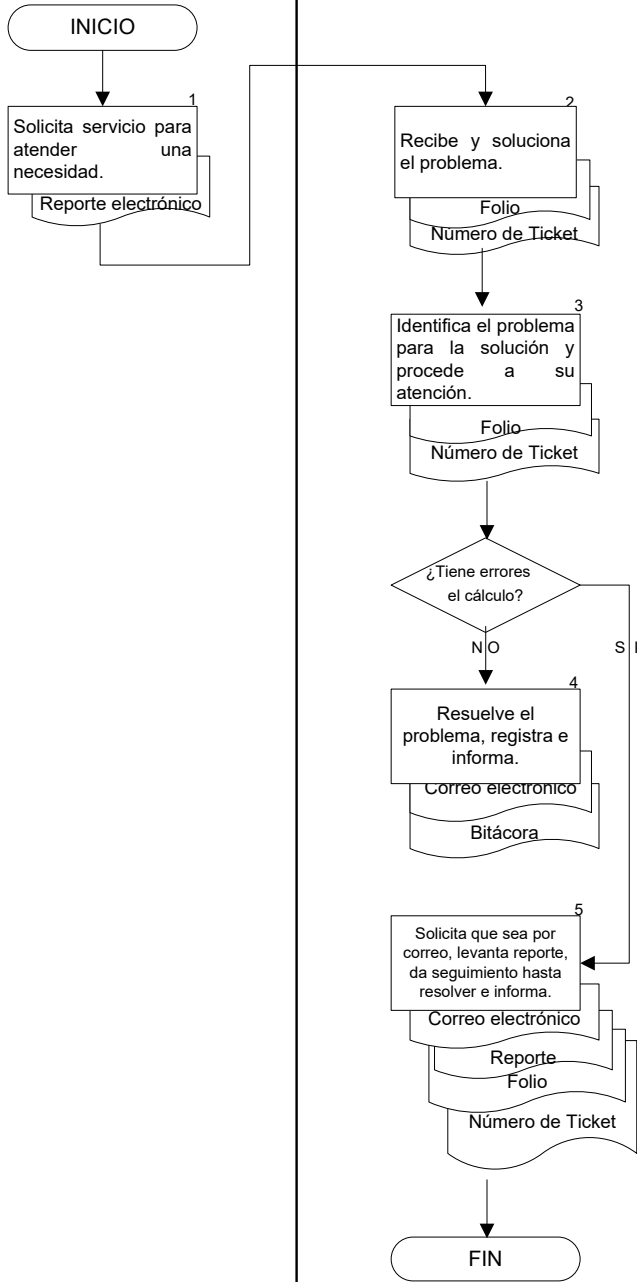 INICIO
1
Solicita servicio para
atender una
necesidad.
Reporte electrónico
2
Recibe y soluciona
el problema.
Folio
Número de Ticket
3
Identifica el problema
para la solución y
procede a su
atención.
Folio
Número de Ticket
¿Tiene errores
el cálculo?
NO
SI
4
Resuelve el
problema, registra e
informa.
Correo electrónico
Bitácora
5
Solicita que sea por
correo, levanta reporte,
da seguimiento hasta
resolver e informa.
Correo electrónico
Reporte
Folio
Número de Ticket
FIN